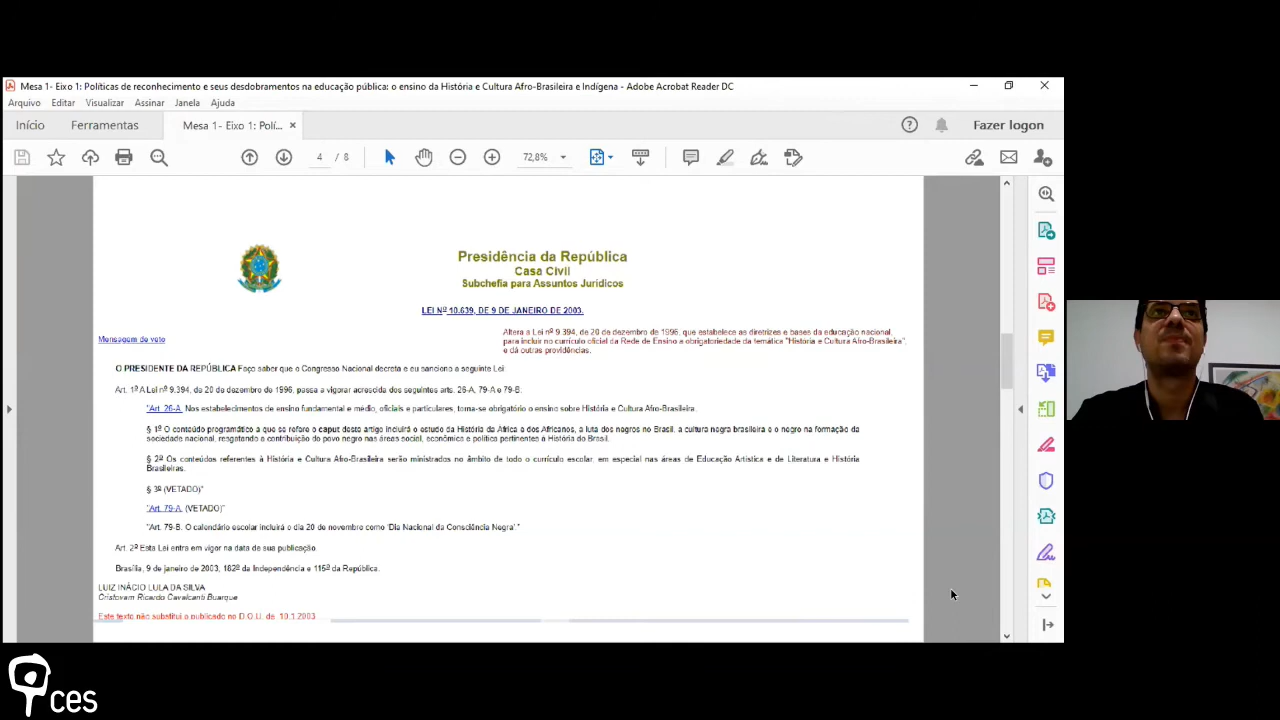 Mesa 1- Eixo 1: Políticas de reconhecimento e seus desdobramentos na educação pública: o ensino da História e Cultura Afro-Brasileira e Indígena - Adobe Acrobat Reader DC
Arquivo Editar Visualizar Assinar Janela Ajuda
Início Ferramentas Mesa 1- Eixo 1: Polí... × Fazer logon
4 / 8 72,8%
Presidência da República
Casa Civil
Subchefia para Assuntos Jurídicos
LEI Nº 10.639, DE 9 DE JANEIRO DE 2003.
Mensagem de veto
Altera a Lei nº 9.394, de 20 de dezembro de 1996, que estabelece as diretrizes e bases da educação nacional,
para incluir no currículo oficial da Rede de Ensino a obrigatoriedade da temática "História e Cultura Afro-Brasileira",
e dá outras providências.
O PRESIDENTE DA REPÚBLICA Faço saber que o Congresso Nacional decreta e eu sanciono a seguinte Lei:
Art. 1º A Lei nº 9.394, de 20 de dezembro de 1996, passa a vigorar acrescida dos seguintes arts. 26-A, 79-A e 79-B:
"Art. 26-A. Nos estabelecimentos de ensino fundamental e médio, oficiais e particulares, torna-se obrigatório o ensino sobre História e Cultura Afro-Brasileira.
§ 1º O conteúdo programático a que se refere o caput deste artigo incluirá o estudo da História da África e dos Africanos, a luta dos negros no Brasil, a cultura negra brasileira e o negro na formação da
sociedade nacional, resgatando a contribuição do povo negro nas áreas social, econômica e política pertinentes à História do Brasil.
§ 2º Os conteúdos referentes à História e Cultura Afro-Brasileira serão ministrados no âmbito de todo o currículo escolar, em especial nas áreas de Educação Artística e de Literatura e História
Brasileiras.
§ 3º (VETADO)"
"Art. 79-A. (VETADO)"
"Art. 79-B. O calendário escolar incluirá o dia 20 de novembro como 'Dia Nacional da Consciência Negra'."
Art. 2º Esta Lei entra em vigor na data de sua publicação.
Brasília, 9 de janeiro de 2003; 182º da Independência e 115º da República.
LUIZ INÁCIO LULA DA SILVA
Cristovam Ricardo Cavalcanti Buarque
Este texto não substitui o publicado no D.O.U. de 10.1.2003
ces